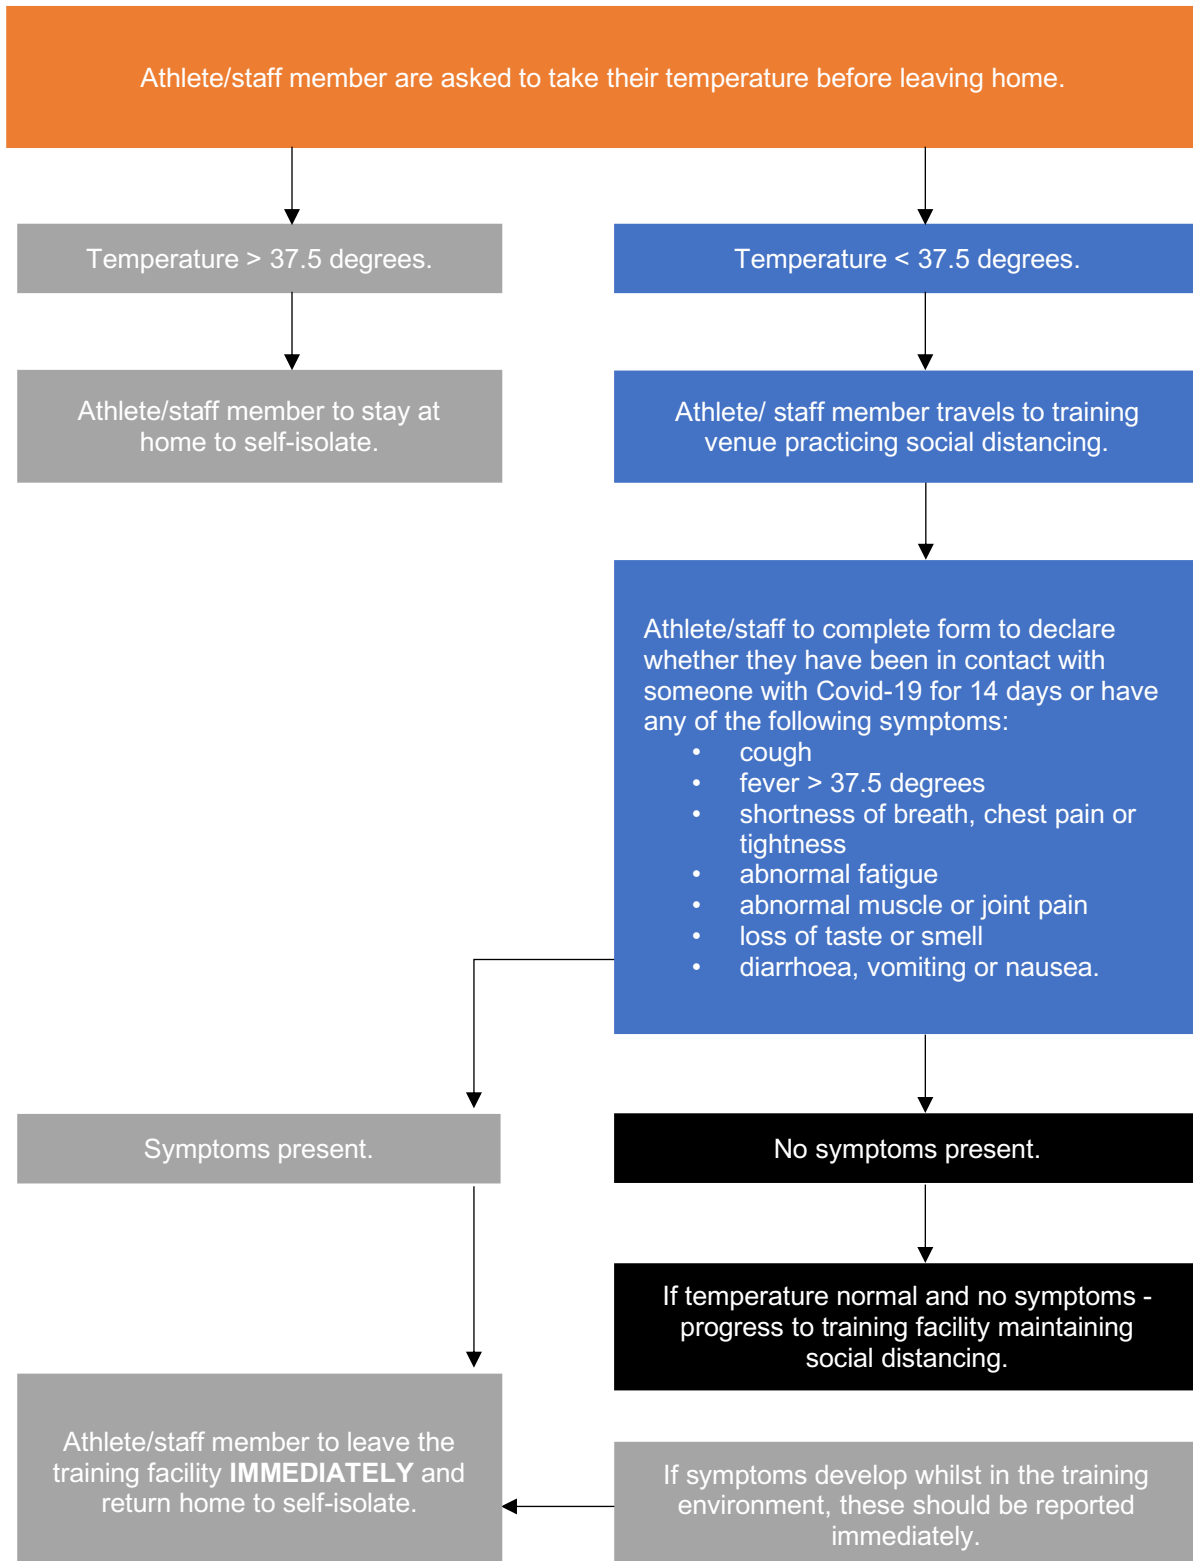 Athlete/staff member are asked to take their temperature before leaving home.
Temperature > 37.5 degrees.
Temperature < 37.5 degrees.
Athlete/staff member to stay at
home to self-isolate.
Athlete/ staff member travels to training
venue practicing social distancing.
Athlete/staff to complete form to declare
whether they have been in contact with
someone with Covid-19 for 14 days or have
any of the following symptoms:
• cough
• fever > 37.5 degrees
• shortness of breath, chest pain or
tightness
• abnormal fatigue
• abnormal muscle or joint pain
• loss of taste or smell
• diarrhoea, vomiting or nausea.
Symptoms present.
No symptoms present.
If temperature normal and no symptoms -
progress to training facility maintaining
social distancing.
Athlete/staff member to leave the
training facility IMMEDIATELY and
return home to self-isolate.
If symptoms develop whilst in the training
environment, these should be reported
immediately.